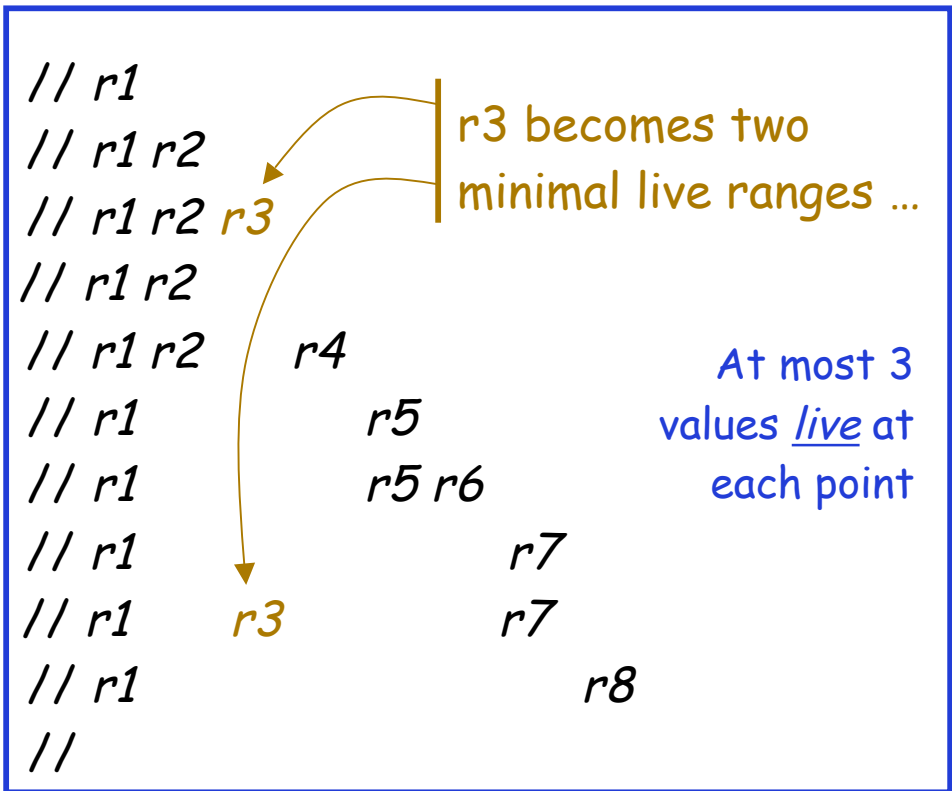 // r1
// r1 r2
// r1 r2 r3
// r1 r2
// r1 r2 r4
// r1 r5
// r1 r5 r6
// r1 r7
// r1 r3 r7
// r1 r8
//
r3 becomes two
minimal live ranges …
At most 3
values live at
each point